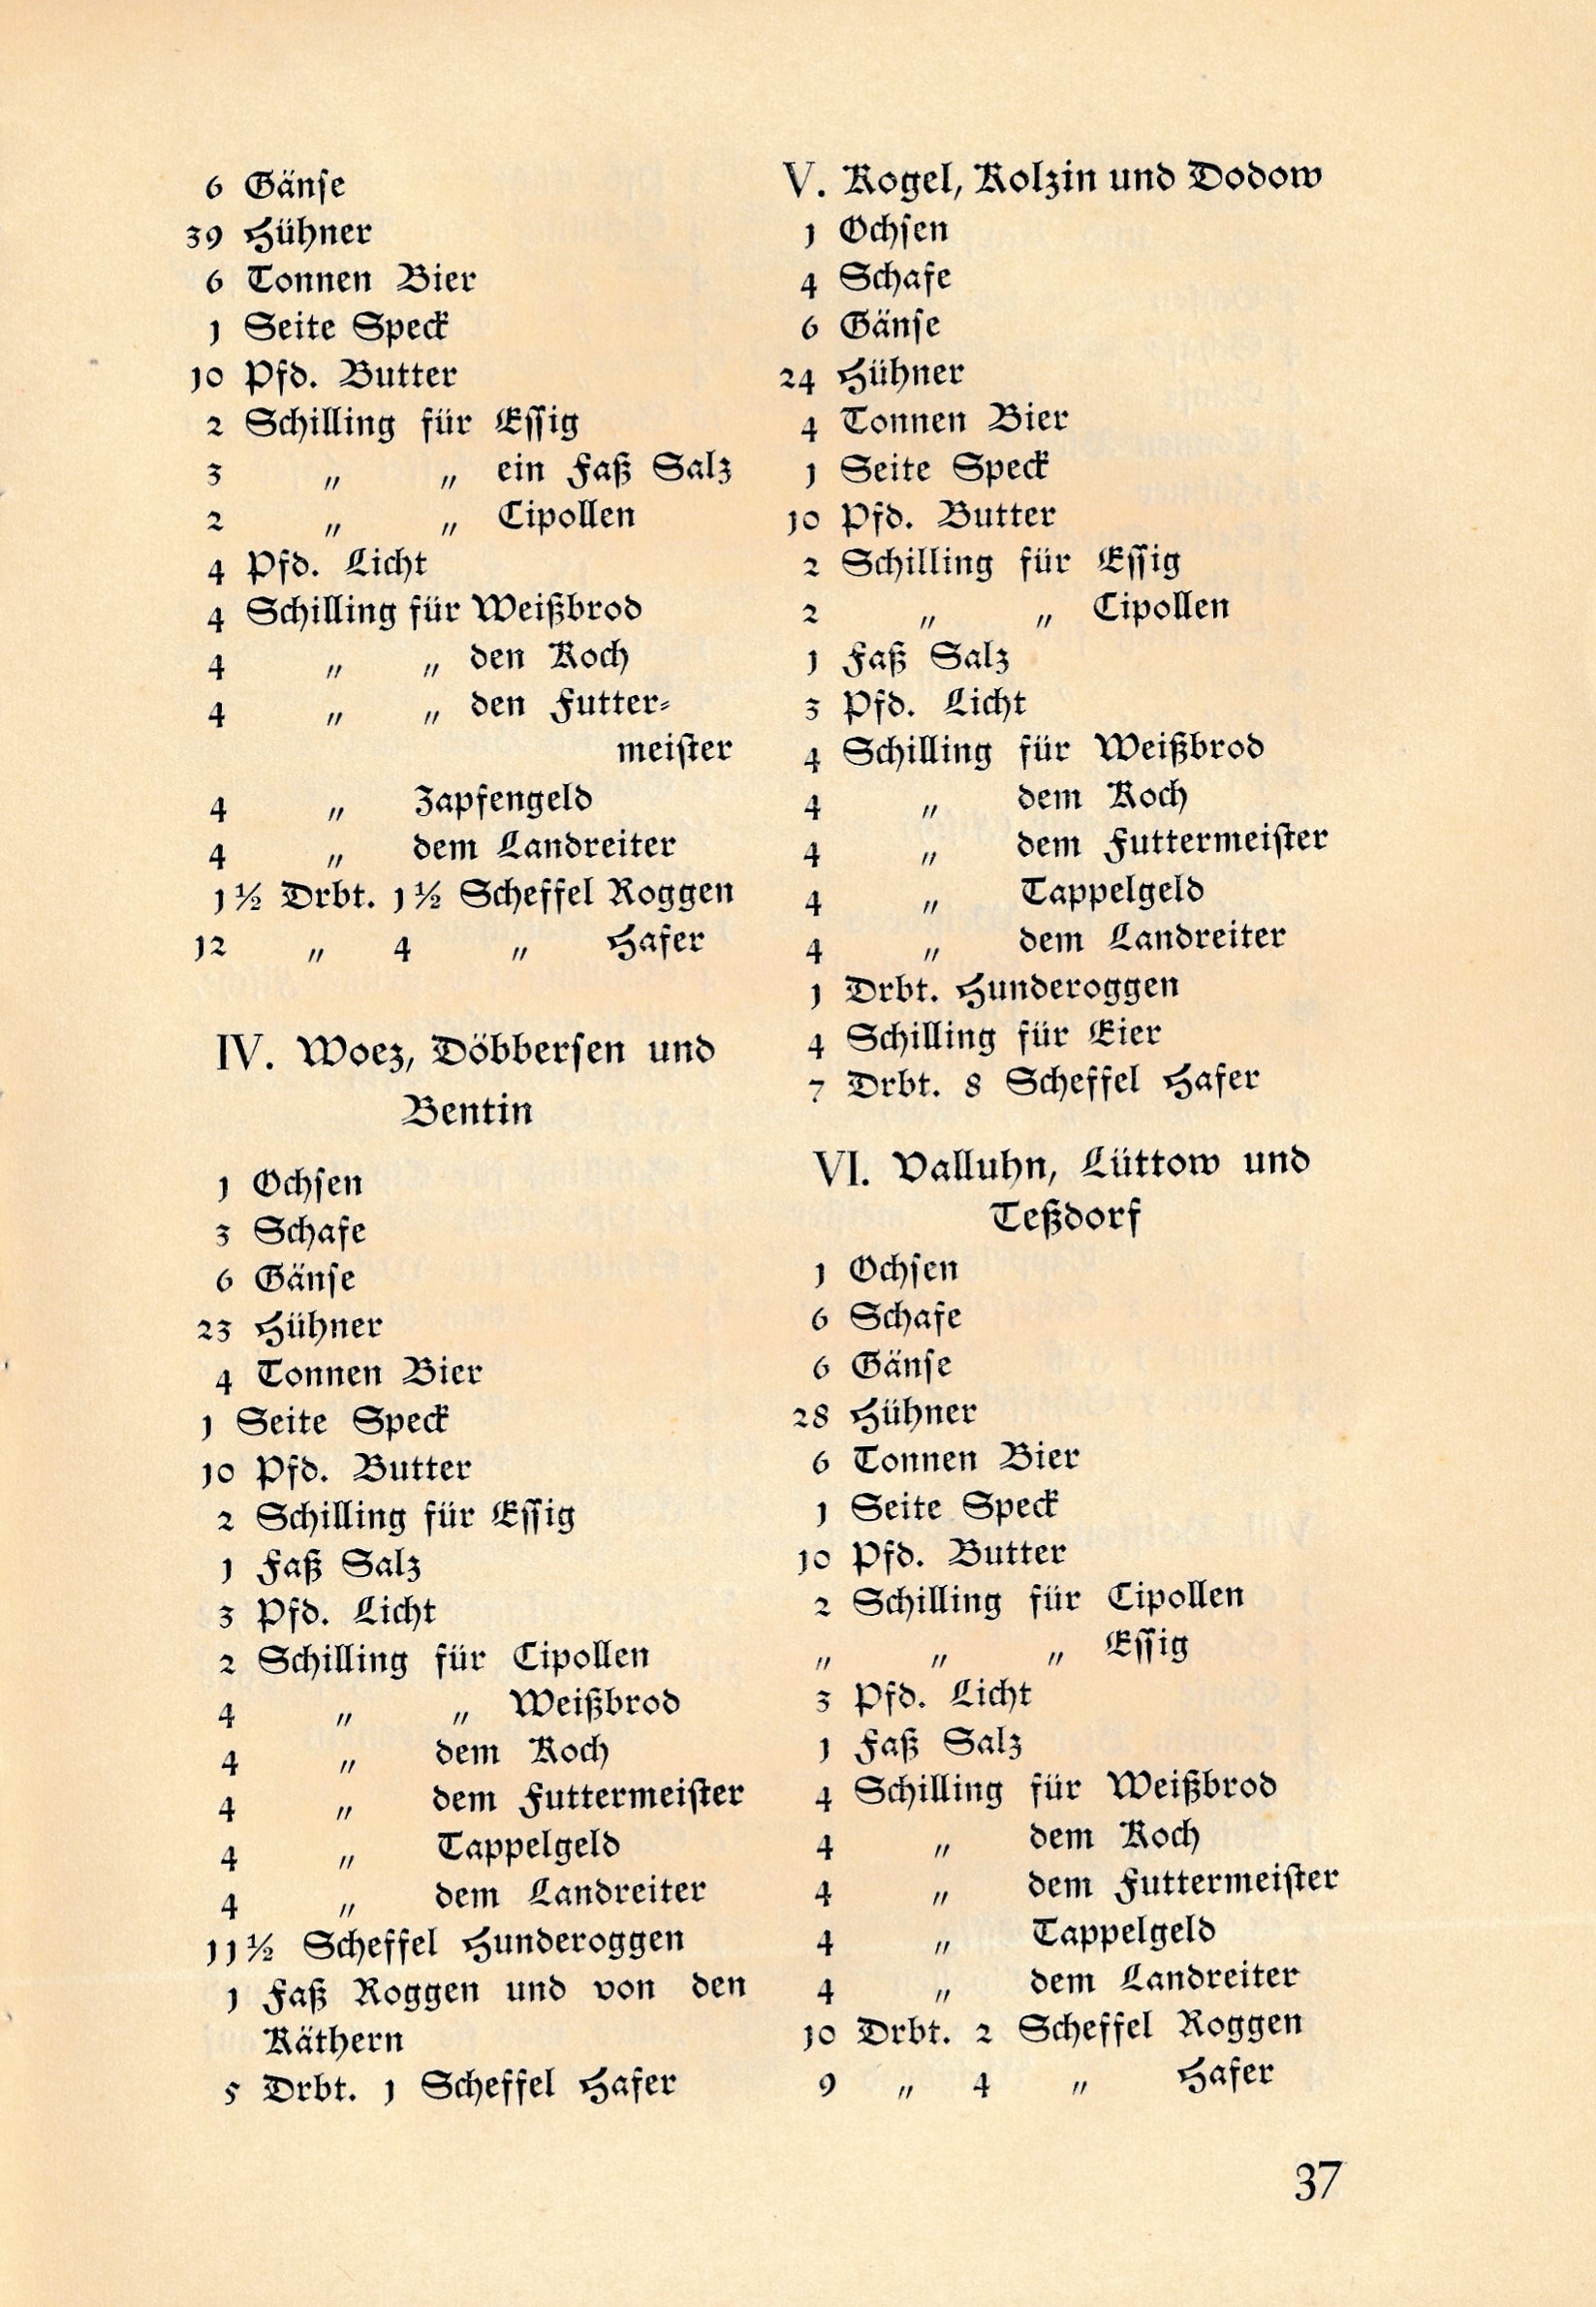 6 Gänse
39 Hühner
6 Tonnen Bier
1 Seite Speck
10 Pfd. Butter
2 Schilling für Essig
3 „ „ ein Faß Salz
2 „ „ Cipollen
4 Pfd. Licht
4 Schilling für Weißbrod
4 „ „ den Koch
4 „ „ den Futter-
meister
4 „ Zapfengeld
4 „ dem Landreiter
1½ Drbt. 1½ Scheffel Roggen
12 „ 4 „ Hafer
IV. Woez, Döbbersen und
Bentin
1 Ochsen
3 Schafe
6 Gänse
23 Hühner
4 Tonnen Bier
1 Seite Speck
10 Pfd. Butter
2 Schilling für Essig
1 Faß Salz
3 Pfd. Licht
2 Schilling für Cipollen
4 „ „ Weißbrod
4 „ dem Koch
4 „ dem Futtermeister
4 „ Tappelgeld
4 „ dem Landreiter
11½ Scheffel Hunderoggen
1 Faß Roggen und von den
Käthern
5 Drbt. 1 Scheffel Hafer
V. Kogel, Kolzin und Dodow
1 Ochsen
4 Schafe
6 Gänse
24 Hühner
4 Tonnen Bier
1 Seite Speck
10 Pfd. Butter
2 Schilling für Essig
2 „ „ Cipollen
1 Faß Salz
3 Pfd. Licht
4 Schilling für Weißbrod
4 „ dem Koch
4 „ dem Futtermeister
4 „ Tappelgeld
4 „ dem Landreiter
1 Drbt. Hunderoggen
4 Schilling für Eier
7 Drbt. 8 Scheffel Hafer
VI. Valluhn, Lüttow und
Teßdorf
1 Ochsen
6 Schafe
6 Gänse
28 Hühner
6 Tonnen Bier
1 Seite Speck
10 Pfd. Butter
2 Schilling für Cipollen
„ „ „ Essig
3 Pfd. Licht
1 Faß Salz
4 Schilling für Weißbrod
4 „ dem Koch
4 „ dem Futtermeister
4 „ Tappelgeld
4 „ dem Landreiter
10 Drbt. 2 Scheffel Roggen
9 „ 4 „ Hafer
37